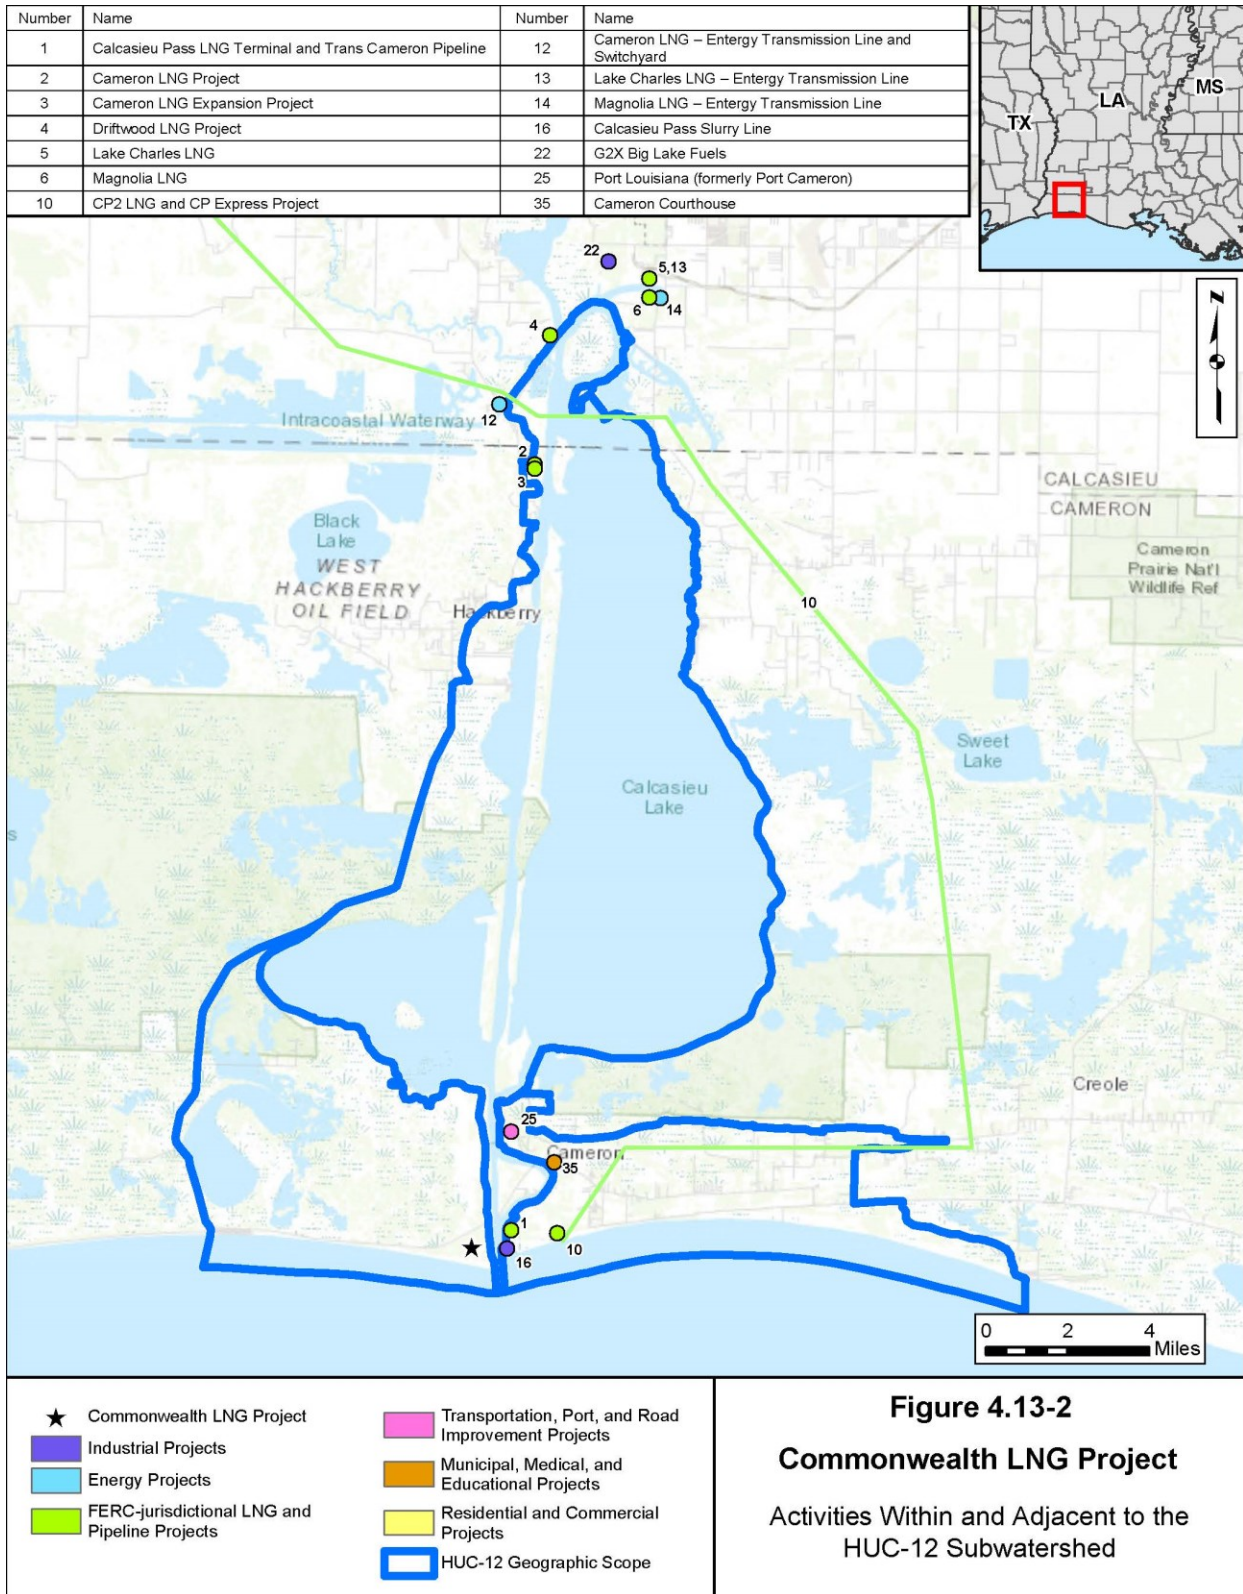 Number Name Number Name
1 Calcasieu Pass LNG Terminal and Trans Cameron Pipeline 12 Cameron LNG – Entergy Transmission Line and
Switchyard
2 Cameron LNG Project 13 Lake Charles LNG – Entergy Transmission Line
3 Cameron LNG Expansion Project 14 Magnolia LNG – Entergy Transmission Line
4 Driftwood LNG Project 16 Calcasieu Pass Slurry Line
5 Lake Charles LNG 22 G2X Big Lake Fuels
6 Magnolia LNG 25 Port Louisiana (formerly Port Cameron)
10 CP2 LNG and CP Express Project 35 Cameron Courthouse
MS
LA
TX
22
5,13
6 14
4
N
12
Intracoastal Waterway
2
3
CALCASIEU
CAMERON
Black
Lake
WEST
HACKBERRY
OIL FIELD
Cameron
Prairie Nat'l
Wildlife Ref
Hackberry
10
Sweet
Lake
Calcasieu
Lake
s
Creole
25
Cameron
35
1
10
16
0 2 4
Miles
Commonwealth LNG Project
Industrial Projects
Energy Projects
FERC-jurisdictional LNG and
Pipeline Projects
Transportation, Port, and Road
Improvement Projects
Municipal, Medical, and
Educational Projects
Residential and Commercial
Projects
HUC-12 Geographic Scope
Figure 4.13-2
Commonwealth LNG Project
Activities Within and Adjacent to the
HUC-12 Subwatershed